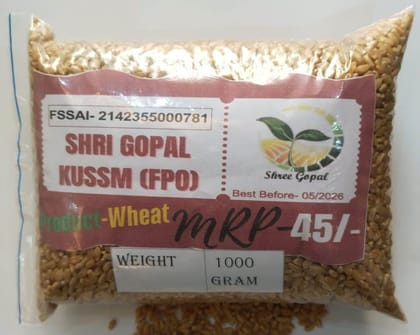 FSSAI- 2142355000781
SHRI GOPAL
KUSSM (FPO)
Shree Gopal
Best Before- 05/2026
Product-Wheat MRP-45/-
WEIGHT 1000
GRAM